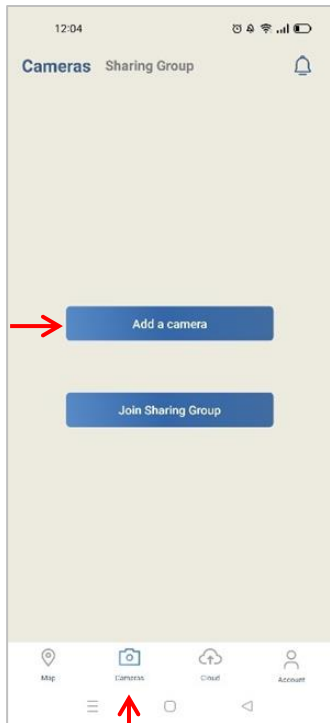 12:04
Cameras Sharing Group
Add a camera
Join Sharing Group
Map Cameras Cloud Account